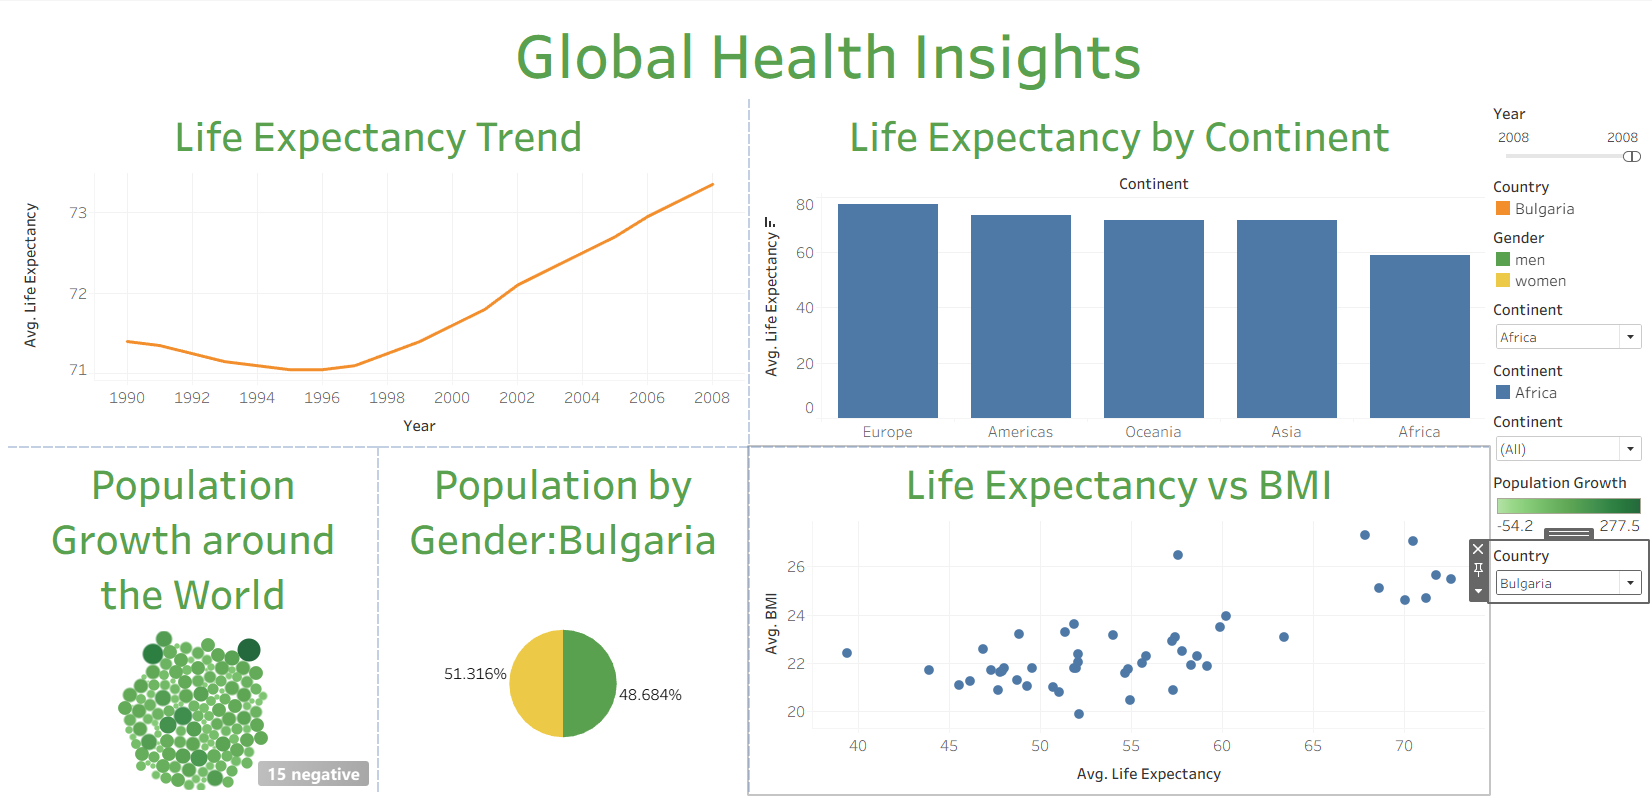 Global Health Insights
Life Expectancy Trend
Avg. Life Expectancy
73
72
71
1990 1992 1994 1996 1998 2000 2002 2004 2006 2008
Year
Life Expectancy by Continent
Continent
Avg. Life Expectancy
80
60
40
20
0
Europe Americas Oceania Asia Africa
Population
Growth around
the World
15 negative
Population by
Gender:Bulgaria
51.316%
48.684%
Life Expectancy vs BMI
Avg. BMI
26
24
22
20
40 45 50 55 60 65 70
Avg. Life Expectancy
Year
2008 2008
Country
Bulgaria
Gender
men
women
Continent
Africa
Continent
Africa
Continent
(All)
Population Growth
-54.2 277.5
Country
Bulgaria